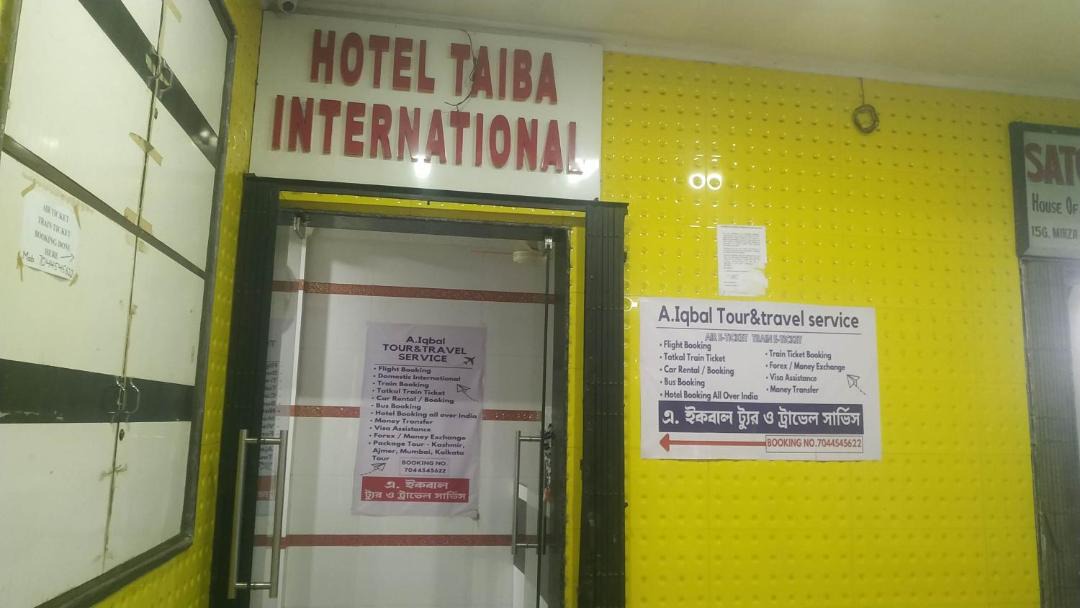 HOTEL TAIBA
INTERNATIONAL
AIR TICKET
TRAIN TICKET
BOOKING DONE
HERE
Mob 7044545622
A.Iqbal
TOUR&TRAVEL
SERVICE
• Flight Booking
• Domestic International
• Train Booking
• Tatkal Train Ticket
• Car Rental / Booking
• Bus Booking
• Hotel Booking all over India
• Money Transfer
• Visa Assistance
• Forex / Money Exchange
• Package Tour - Kashmir,
Ajmer, Mumbai, Kolkata
Tour
BOOKING NO.
7044545622
এ. ইকবাল
ট্যুর ও ট্রাভেল সার্ভিস
A.Iqbal Tour&travel service
AIR E-TICKET TRAIN E-TICKET
• Flight Booking
• Tatkal Train Ticket
• Car Rental / Booking
• Bus Booking
• Hotel Booking All Over India
• Train Ticket Booking
• Forex / Money Exchange
• Visa Assistance
• Money Transfer
এ. ইকবাল ট্যুর ও ট্রাভেল সার্ভিস
BOOKING NO.7044545622
House Of
15G, MIRZA